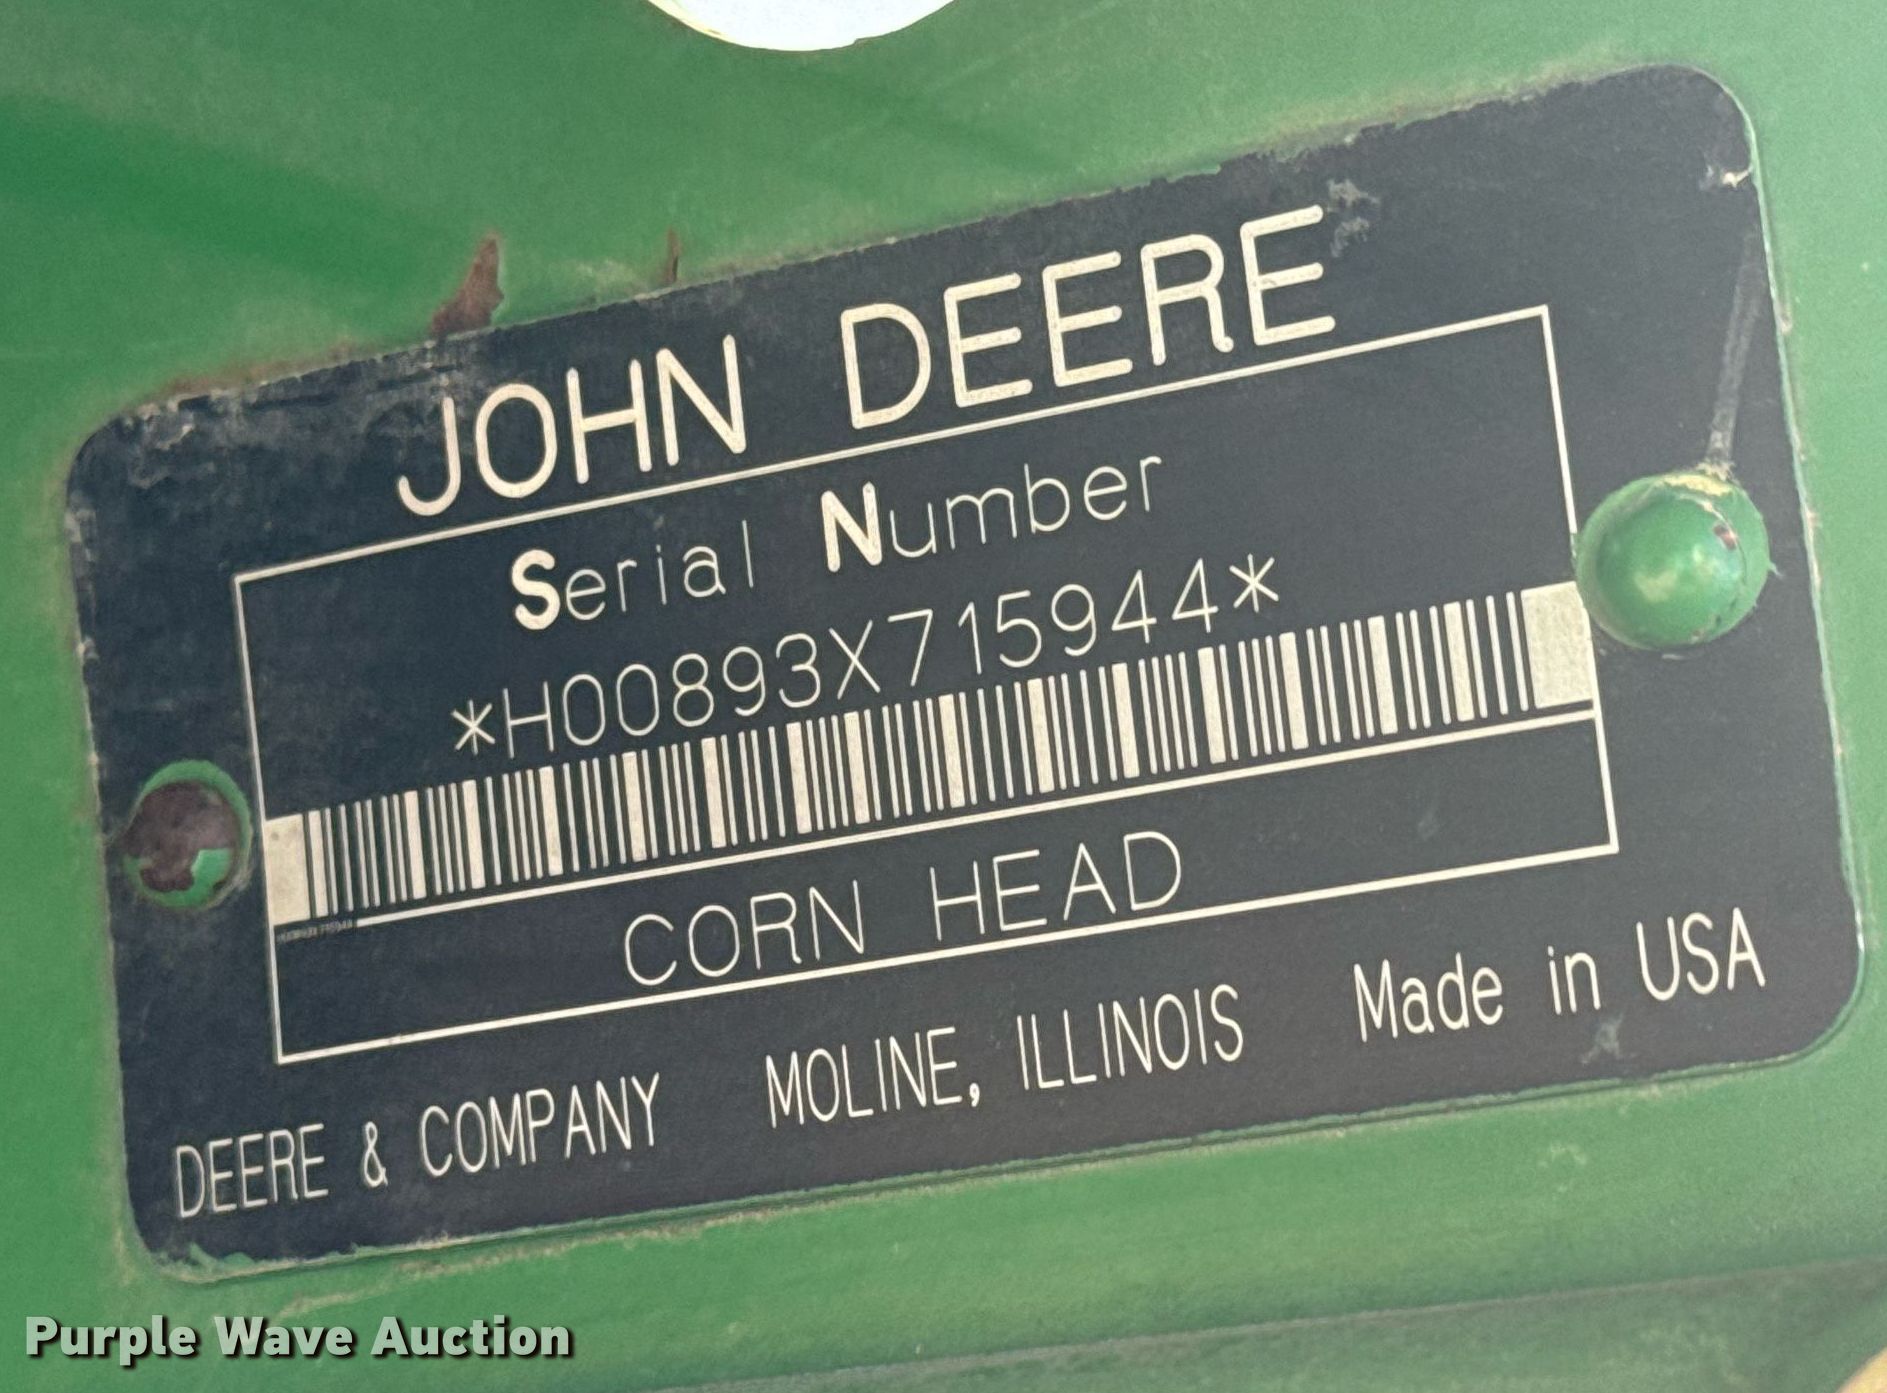 JOHN DEERE
Serial Number
*H00893X715944*
CORN HEAD
DEERE & COMPANY MOLINE, ILLINOIS Made in USA
Purple Wave Auction